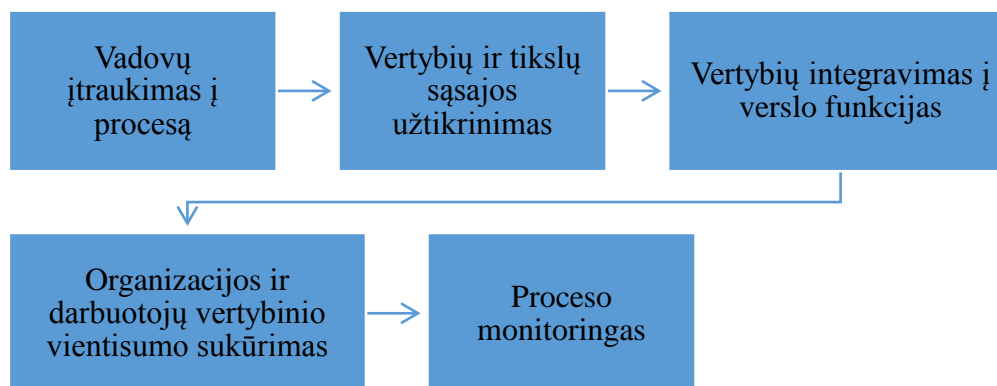 Vadovų
įtraukimas į
procesą
Vertybių ir tikslų
sąsajos
užtikrinimas
Vertybių integravimas į
verslo funkcijas
Organizacijos ir
darbuotojų vertybinio
vientisumo sukūrimas
Proceso
monitoringas